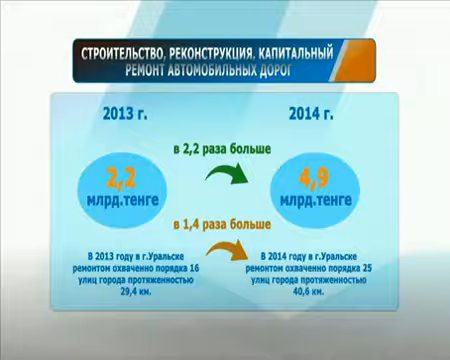 СТРОИТЕЛЬСТВО, РЕКОНСТРУКЦИЯ, КАПИТАЛЬНЫЙ
РЕМОНТ АВТОМОБИЛЬНЫХ ДОРОГ
2013 г.
2014 г.
в 2,2 раза больше
2,2
млрд.тенге
4,9
млрд.тенге
в 1,4 раза больше
В 2013 году в г.Уральске
ремонтом охваченно порядка 16
улиц города протяженностью
29,4 км.
В 2014 году в г.Уральске
ремонтом охваченно порядка 25
улиц города протяженностью
40,6 км.